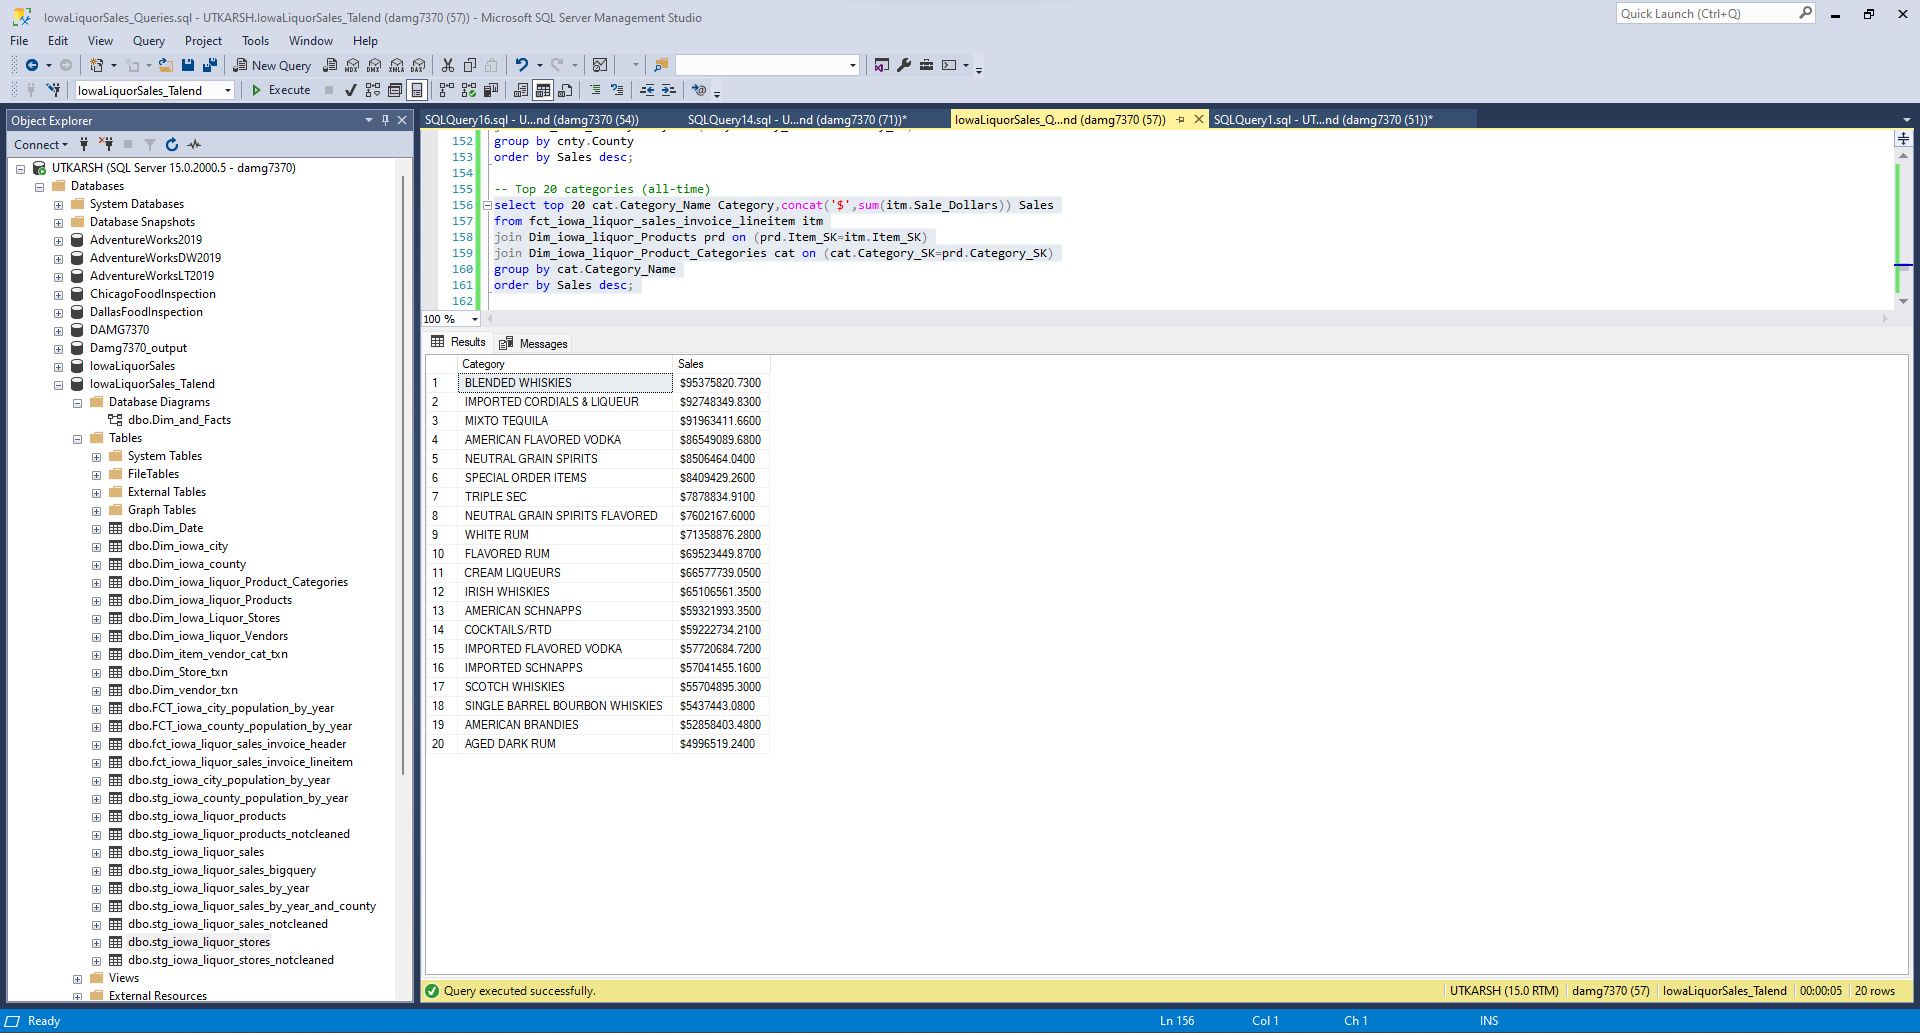 IowaLiquorSales_Queries.sql - UTKARSH.IowaLiquorSales_Talend (damg7370 (57)) - Microsoft SQL Server Management Studio
Quick Launch (Ctrl+Q)
File Edit View Query Project Tools Window Help
New Query
MDX DMX XMLA DAX
IowaLiquorSales_Talend
Execute
Object Explorer
Connect
UTKARSH (SQL Server 15.0.2000.5 - damg7370)
Databases
System Databases
Database Snapshots
AdventureWorks2019
AdventureWorksDW2019
AdventureWorksLT2019
ChicagoFoodInspection
DallasFoodInspection
DAMG7370
Damg7370_output
IowaLiquorSales
IowaLiquorSales_Talend
Database Diagrams
dbo.Dim_and_Facts
Tables
System Tables
FileTables
External Tables
Graph Tables
dbo.Dim_Date
dbo.Dim_iowa_city
dbo.Dim_iowa_county
dbo.Dim_iowa_liquor_Product_Categories
dbo.Dim_iowa_liquor_Products
dbo.Dim_Iowa_Liquor_Stores
dbo.Dim_iowa_liquor_Vendors
dbo.Dim_item_vendor_cat_txn
dbo.Dim_Store_txn
dbo.Dim_vendor_txn
dbo.FCT_iowa_city_population_by_year
dbo.FCT_iowa_county_population_by_year
dbo.fct_iowa_liquor_sales_invoice_header
dbo.fct_iowa_liquor_sales_invoice_lineitem
dbo.stg_iowa_city_population_by_year
dbo.stg_iowa_county_population_by_year
dbo.stg_iowa_liquor_products
dbo.stg_iowa_liquor_products_notcleaned
dbo.stg_iowa_liquor_sales
dbo.stg_iowa_liquor_sales_bigquery
dbo.stg_iowa_liquor_sales_by_year
dbo.stg_iowa_liquor_sales_by_year_and_county
dbo.stg_iowa_liquor_sales_notcleaned
dbo.stg_iowa_liquor_stores
dbo.stg_iowa_liquor_stores_notcleaned
Views
External Resources
SQLQuery16.sql - U...nd (damg7370 (54)) SQLQuery14.sql - U...nd (damg7370 (71))* IowaLiquorSales_Q...nd (damg7370 (57)) SQLQuery1.sql - UT...nd (damg7370 (51))*
152 group by cnty.County
153 order by Sales desc;
154
155 -- Top 20 categories (all-time)
156 select top 20 cat.Category_Name Category,concat('$',sum(itm.Sale_Dollars)) Sales
157 from fct_iowa_liquor_sales_invoice_lineitem itm
158 join Dim_iowa_liquor_Products prd on (prd.Item_SK=itm.Item_SK)
159 join Dim_iowa_liquor_Product_Categories cat on (cat.Category_SK=prd.Category_SK)
160 group by cat.Category_Name
161 order by Sales desc;
162
100 %
Results Messages
Category Sales
1 BLENDED WHISKIES $95375820.7300
2 IMPORTED CORDIALS & LIQUEUR $92748349.8300
3 MIXTO TEQUILA $91963411.6600
4 AMERICAN FLAVORED VODKA $86549089.6800
5 NEUTRAL GRAIN SPIRITS $8506464.0400
6 SPECIAL ORDER ITEMS $8409429.2600
7 TRIPLE SEC $7878834.9100
8 NEUTRAL GRAIN SPIRITS FLAVORED $7602167.6000
9 WHITE RUM $71358876.2800
10 FLAVORED RUM $69523449.8700
11 CREAM LIQUEURS $66577739.0500
12 IRISH WHISKIES $65106561.3500
13 AMERICAN SCHNAPPS $59321993.3500
14 COCKTAILS/RTD $59222734.2100
15 IMPORTED FLAVORED VODKA $57720684.7200
16 IMPORTED SCHNAPPS $57041455.1600
17 SCOTCH WHISKIES $55704895.3000
18 SINGLE BARREL BOURBON WHISKIES $5437443.0800
19 AMERICAN BRANDIES $52858403.4800
20 AGED DARK RUM $4996519.2400
Query executed successfully. UTKARSH (15.0 RTM) damg7370 (57) IowaLiquorSales_Talend 00:00:05 20 rows
Ready Ln 156 Col 1 Ch 1 INS